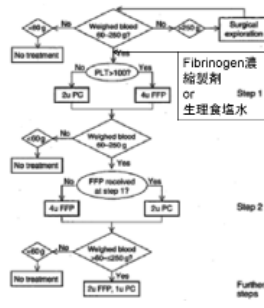 <60 g
No
Weighed blood
60–250 g?
No
>250 g
Surgical
exploration
Yes
No treatment
PLT>100?
No
Yes
2u PC
4u FFP
Fibrinogen濃
縮製剤
or
生理食塩水
Step 1
<60g
No
Weighed blood
60–250 g
Yes
No treatment
No
FFP received
at step 1?
Yes
4u FFP
2u PC
Step 2
<60g
No
Weighed blood
>60–≤250 g?
No treatment
Yes
2u FFP, 1u PC
Further
steps